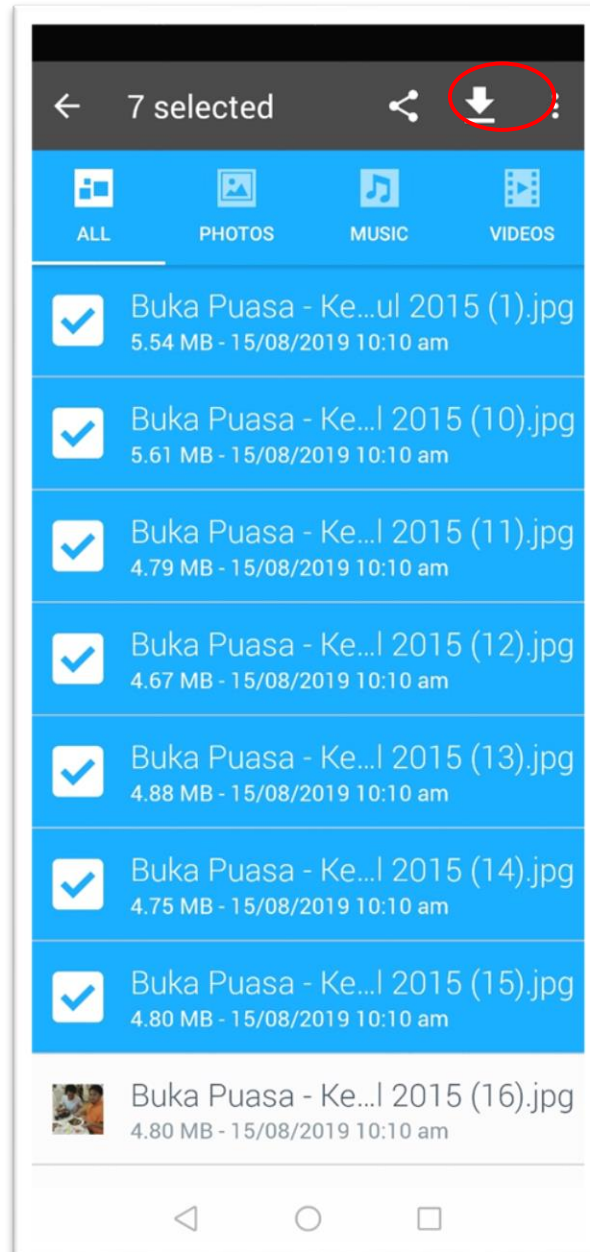 7 selected
ALL PHOTOS MUSIC VIDEOS
Buka Puasa - Ke...ul 2015 (1).jpg
5.54 MB - 15/08/2019 10:10 am
Buka Puasa - Ke...l 2015 (10).jpg
5.61 MB - 15/08/2019 10:10 am
Buka Puasa - Ke...l 2015 (11).jpg
4.79 MB - 15/08/2019 10:10 am
Buka Puasa - Ke...l 2015 (12).jpg
4.67 MB - 15/08/2019 10:10 am
Buka Puasa - Ke...l 2015 (13).jpg
4.88 MB - 15/08/2019 10:10 am
Buka Puasa - Ke...l 2015 (14).jpg
4.75 MB - 15/08/2019 10:10 am
Buka Puasa - Ke...l 2015 (15).jpg
4.80 MB - 15/08/2019 10:10 am
Buka Puasa - Ke...l 2015 (16).jpg
4.80 MB - 15/08/2019 10:10 am